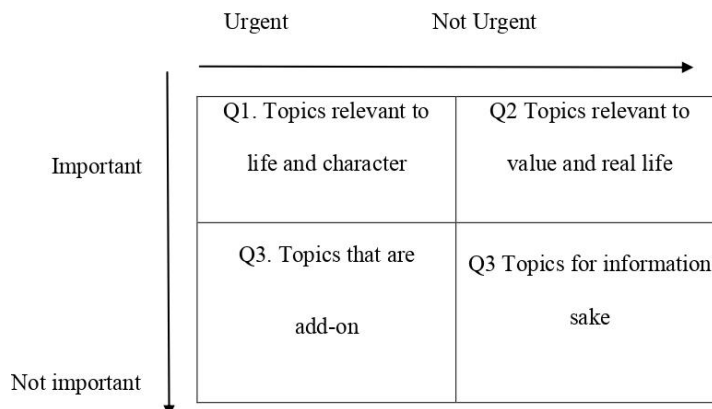 Urgent Not Urgent
Q1. Topics relevant to
life and character
Q2 Topics relevant to
value and real life
Important
Q3. Topics that are
add-on
Q3 Topics for information
sake
Not important